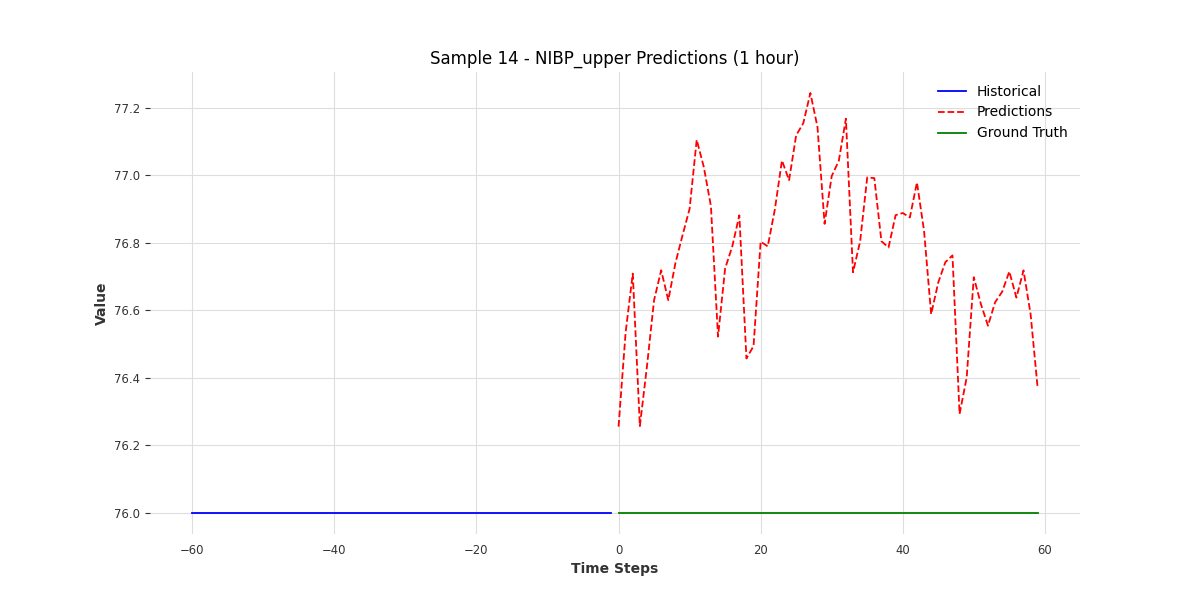 Sample 14 - NIBP_upper Predictions (1 hour)
Historical
Predictions
Ground Truth
77.2
77.0
76.8
76.6
76.4
76.2
76.0
Value
−60
−40
−20
0
20
40
60
Time Steps